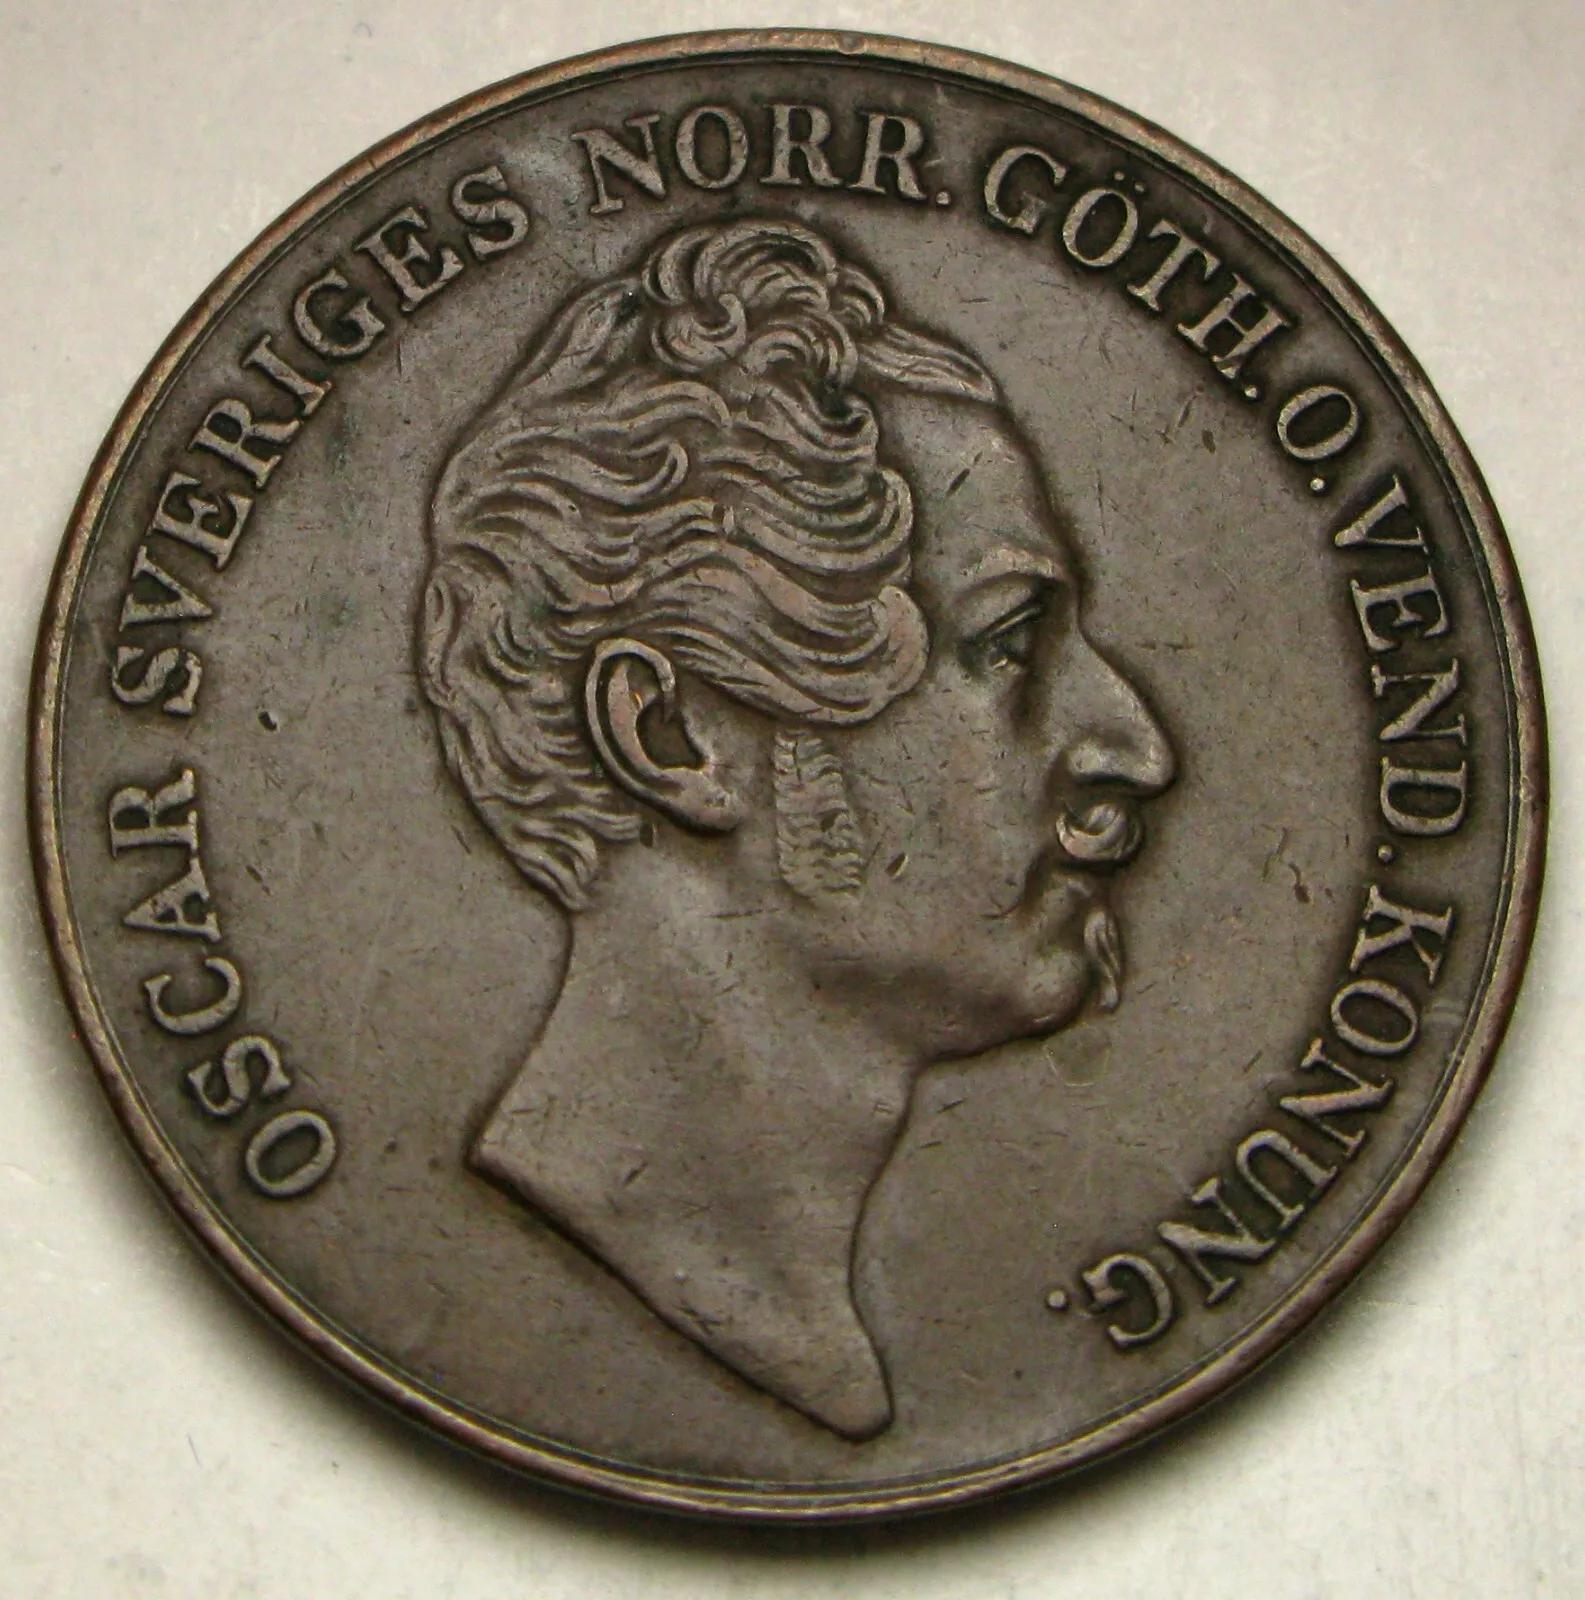 OSCAR SVERIGES NORR. GÖTH. O. VEND. KONUNG.